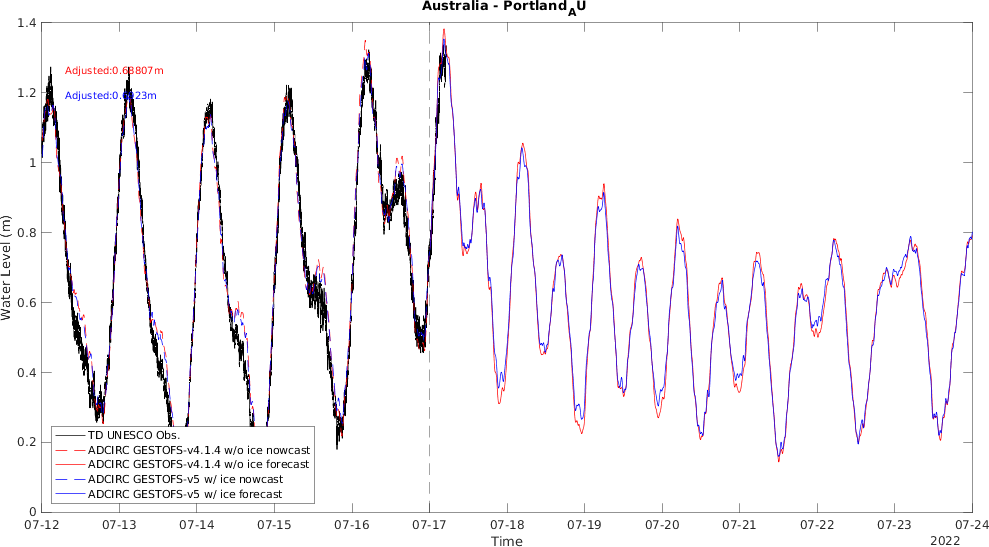 Australia - Portland_AU
1.4
1.2
1
0.8
0.6
0.4
0.2
0
Water Level (m)
Adjusted:0.68807m
TD UNESCO Obs.
ADCIRC GESTOFS-v4.1.4 w/o ice nowcast
ADCIRC GESTOFS-v4.1.4 w/o ice forecast
ADCIRC GESTOFS-v5 w/ ice nowcast
ADCIRC GESTOFS-v5 w/ ice forecast
07-12 07-13 07-14 07-15 07-16 07-17 07-18 07-19 07-20 07-21 07-22 07-23 07-24
Time
2022